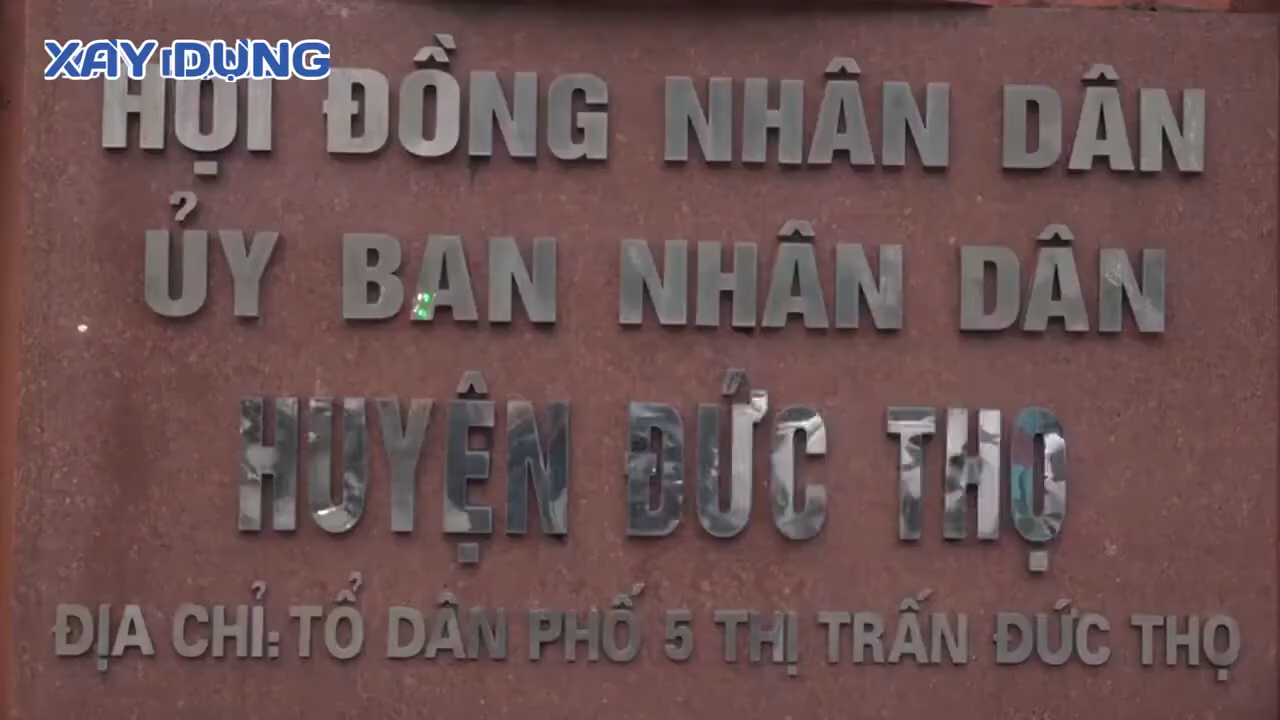 XAY DỰNG
HỘI ĐỒNG NHÂN DÂN
ỦY BAN NHÂN DÂN
HUYỆN ĐỨC THỌ
ĐỊA CHỈ: TỔ DÂN PHỐ 5 THỊ TRẤN ĐỨC THỌ